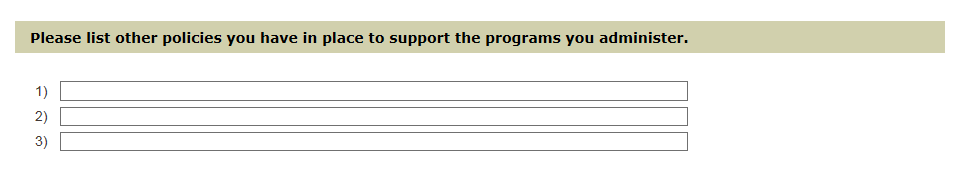 Please list other policies you have in place to support the programs you administer.
1)
2)
3)